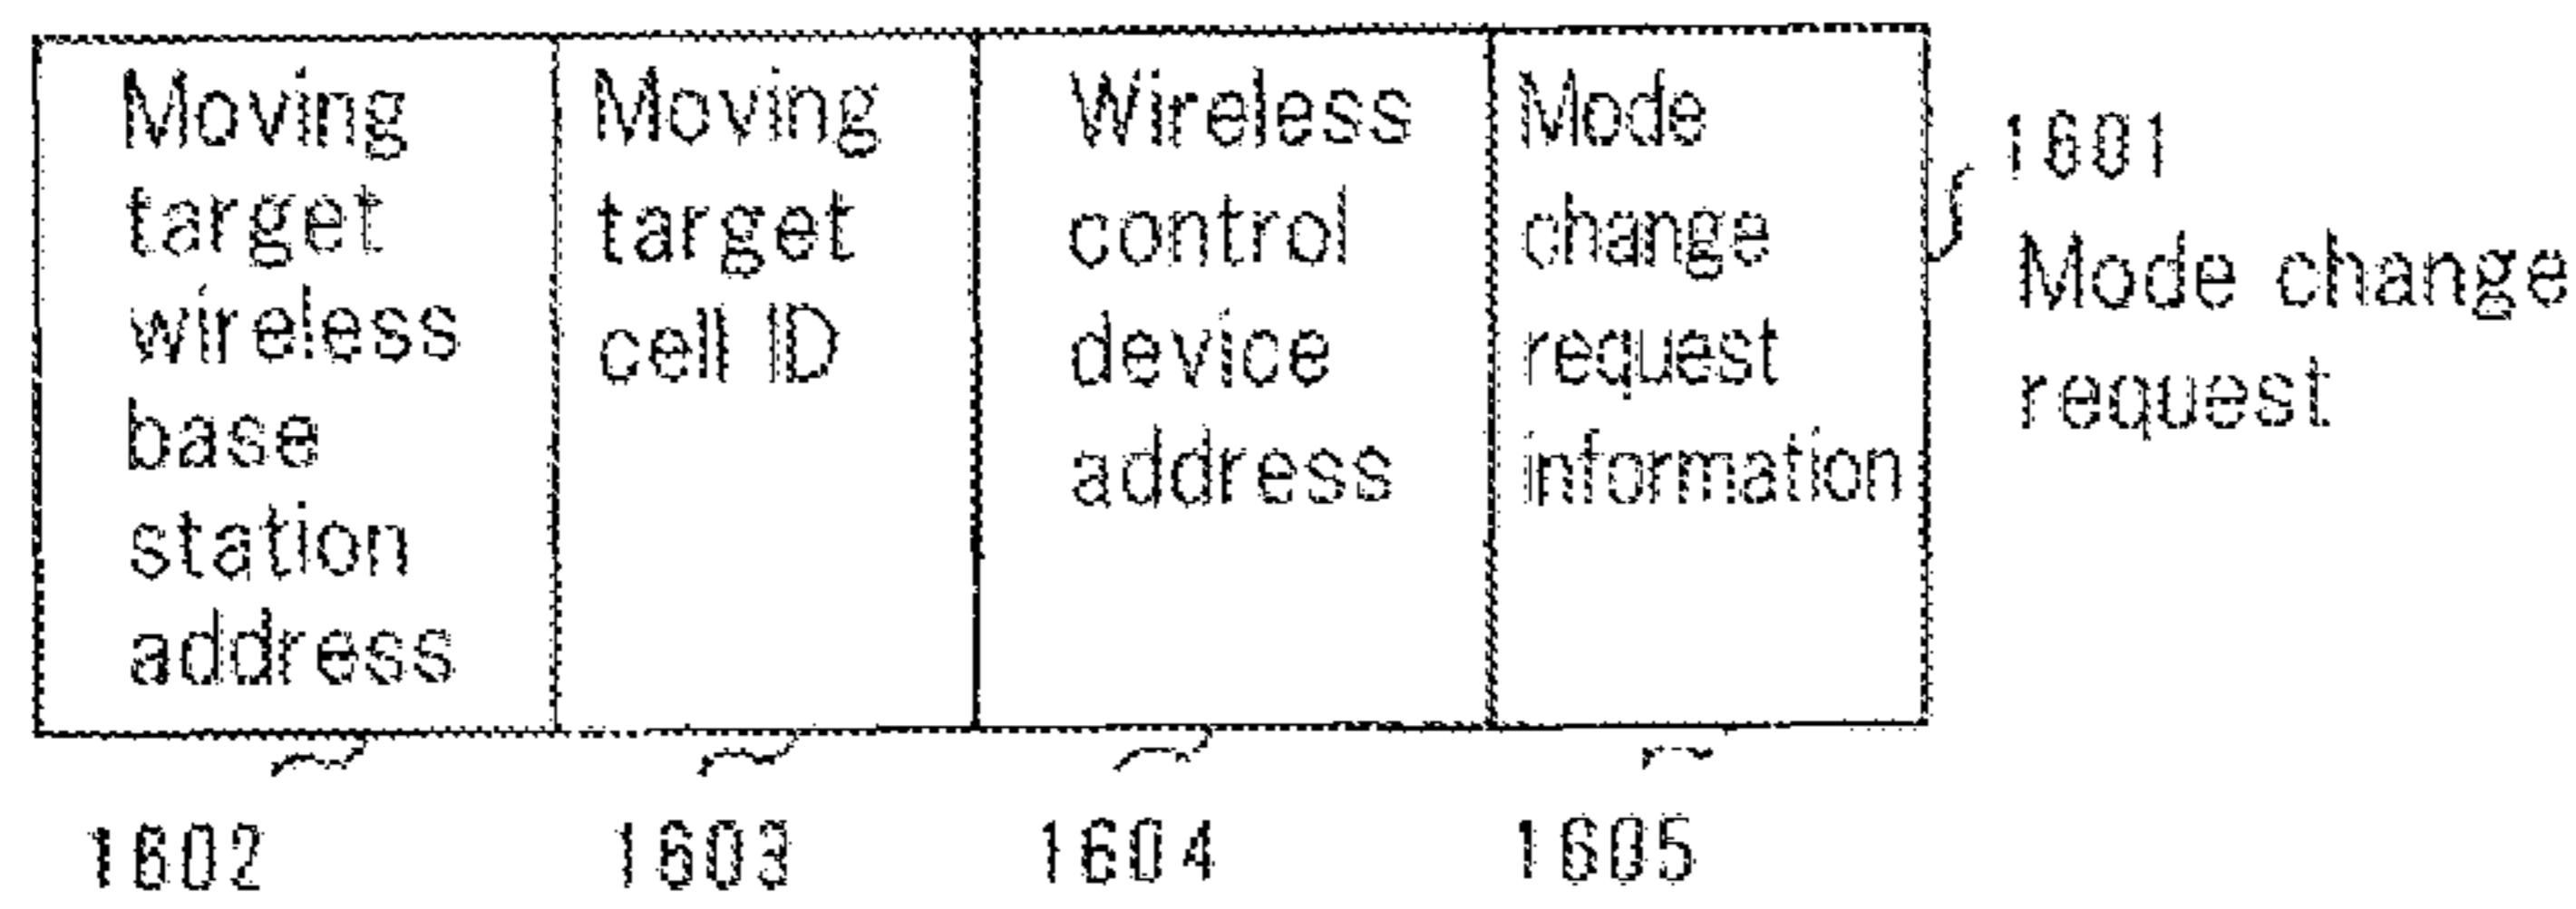 Moving
target
wireless
base
station
address
Moving
target
cell ID
Wireless
control
device
address
Mode
change
request
information
1601
Mode change
request
1602
1603
1604
1605